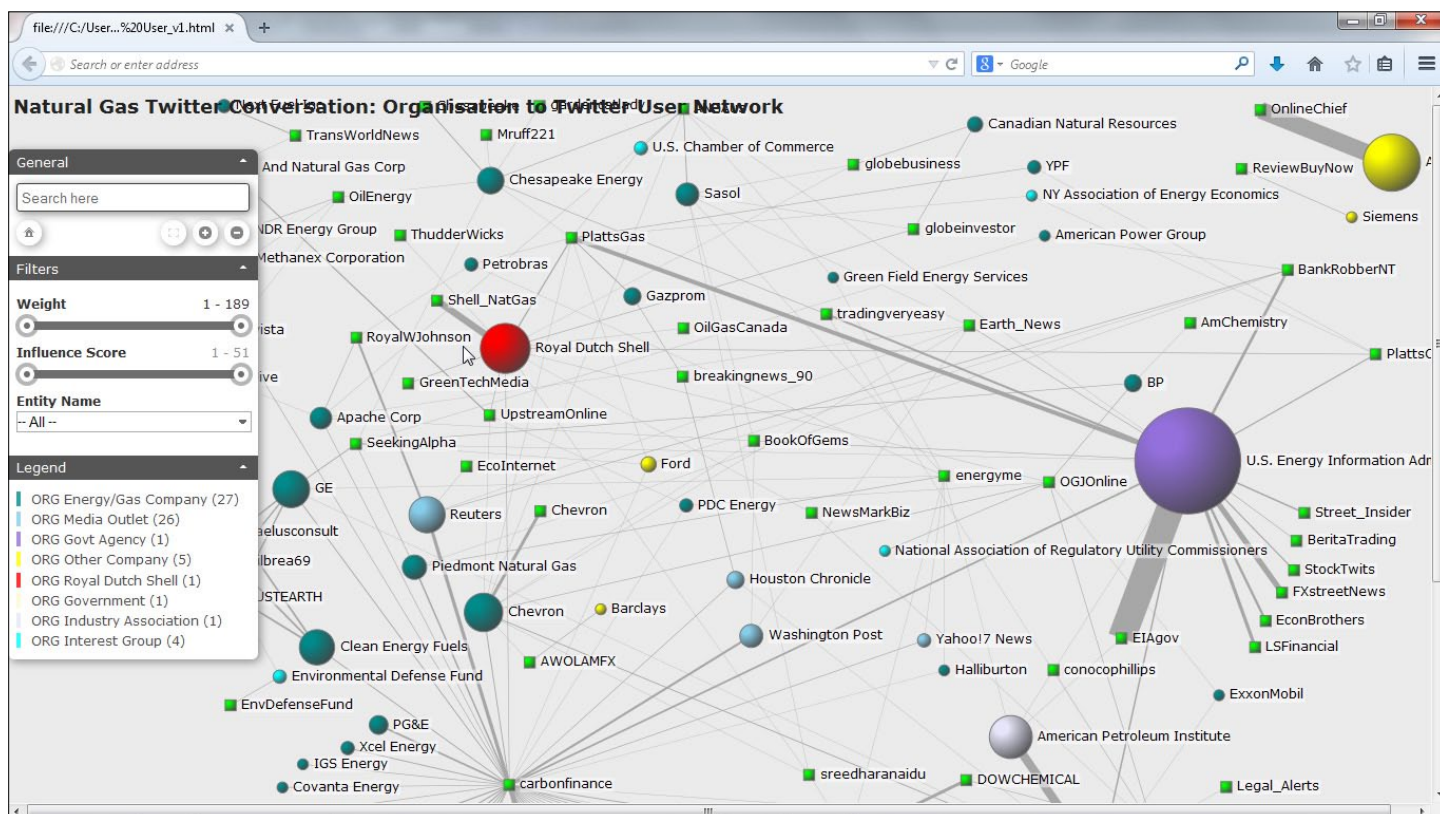 file:///C:/User...%20User_v1.html × +
Search or enter address
8 Google
Natural Gas Twitter Conversation: Organisation to Twitter User Network
OnlineChief
TransWorldNews
Mruff221
Canadian Natural Resources
U.S. Chamber of Commerce
General
And Natural Gas Corp
Chesapeake Energy
globebusiness
YPF
ReviewBuyNow
Search here
OilEnergy
Sasol
NY Association of Energy Economics
Siemens
NDR Energy Group
ThudderWicks
PlattsGas
globeinvestor
American Power Group
Methanex Corporation
Petrobras
Filters
Green Field Energy Services
BankRobberNT
Weight 1 - 189
Shell_NatGas
Gazprom
tradingveryeasy
Earth_News
AmChemistry
vista
RoyalWJohnson
Royal Dutch Shell
OilGasCanada
Influence Score 1 - 51
PlattsO
ive
GreenTechMedia
breakingnews_90
BP
Entity Name
-- All --
Apache Corp
UpstreamOnline
SeekingAlpha
BookOfGems
Legend
EcoInternet
Ford
energyme
OGJOnline
U.S. Energy Information Adm
ORG Energy/Gas Company (27)
ORG Media Outlet (26)
ORG Govt Agency (1)
ORG Other Company (5)
ORG Royal Dutch Shell (1)
ORG Government (1)
ORG Industry Association (1)
ORG Interest Group (4)
GE
Reuters
Chevron
PDC Energy
NewsMarkBiz
Street_Insider
aelusconsult
BeritaTrading
National Association of Regulatory Utility Commissioners
ilbrea69
Piedmont Natural Gas
Houston Chronicle
StockTwits
USTEARTH
FXstreetNews
Chevron
Barclays
EconBrothers
Washington Post
Yahoo!7 News
EIAgov
LSFinancial
Clean Energy Fuels
AWOLAMFX
Halliburton
conocophillips
Environmental Defense Fund
ExxonMobil
EnvDefenseFund
PG&E
American Petroleum Institute
Xcel Energy
IGS Energy
sreedharanaidu
DOWCHEMICAL
Covanta Energy
carbonfinance
Legal_Alerts